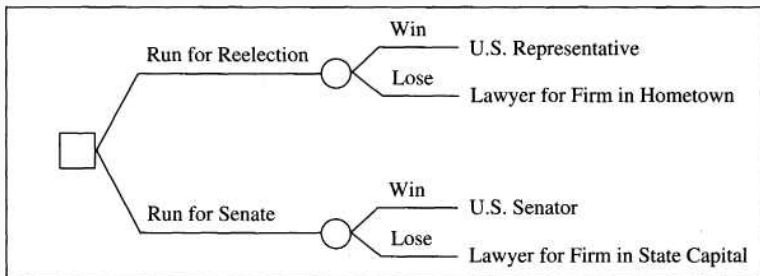 Win
Run for Reelection
U.S. Representative
Lose
Lawyer for Firm in Hometown
Win
Run for Senate
U.S. Senator
Lose
Lawyer for Firm in State Capital